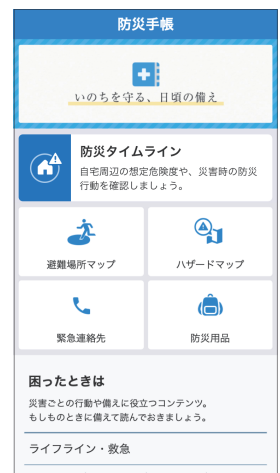 防災手帳
いのちを守る、日頃の備え
防災タイムライン
自宅周辺の想定危険度や、災害時の防災
行動を確認しましょう。
避難場所マップ
ハザードマップ
緊急連絡先
防災用品
困ったときは
災害ごとの行動や備えに役立つコンテンツ。
もしものときに備えて読んでおきましょう。
ライフライン・救急